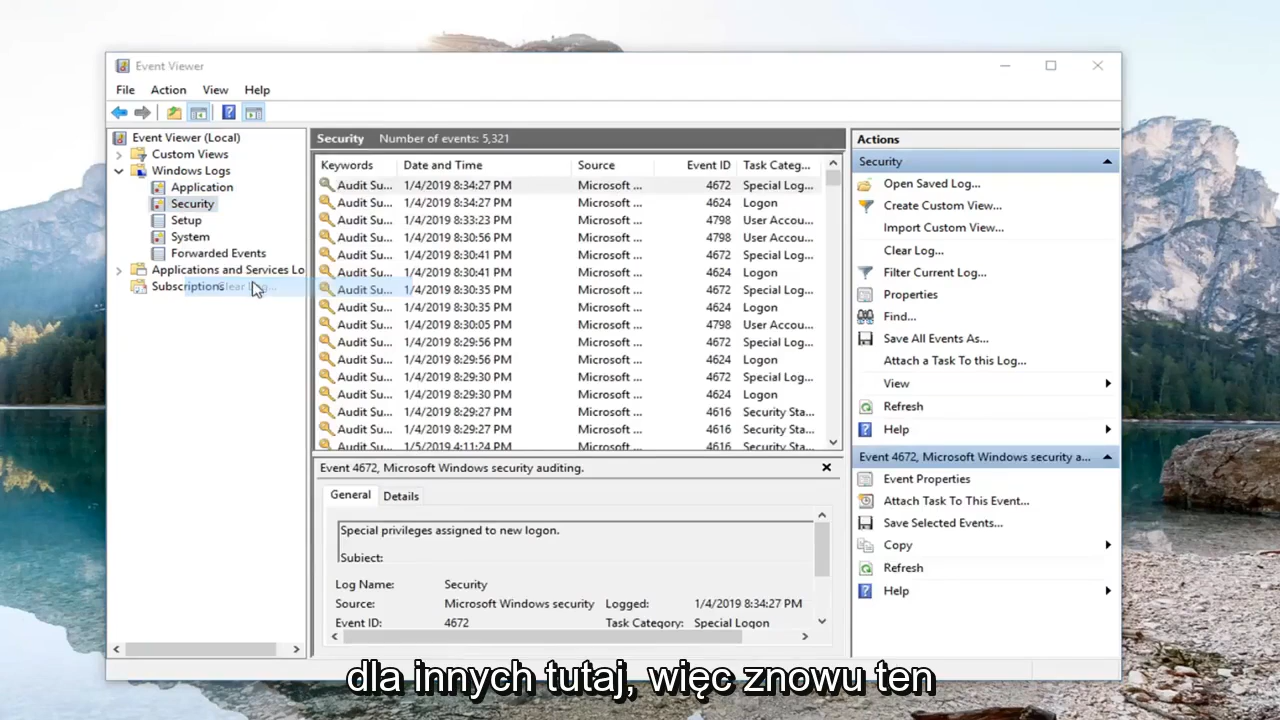 Event Viewer
File Action View Help
Event Viewer (Local)
Custom Views
Windows Logs
Application
Security
Setup
System
Forwarded Events
Applications and Services Lo
Subscriptions
Clear Log...
Security Number of events: 5,321
Keywords Date and Time Source Event ID Task Categ...
Audit Su... 1/4/2019 8:34:27 PM Microsoft ... 4672 Special Log...
Audit Su... 1/4/2019 8:34:27 PM Microsoft ... 4624 Logon
Audit Su... 1/4/2019 8:33:23 PM Microsoft ... 4798 User Accou...
Audit Su... 1/4/2019 8:30:56 PM Microsoft ... 4798 User Accou...
Audit Su... 1/4/2019 8:30:41 PM Microsoft ... 4672 Special Log...
Audit Su... 1/4/2019 8:30:41 PM Microsoft ... 4624 Logon
Audit Su... 1/4/2019 8:30:35 PM Microsoft ... 4672 Special Log...
Audit Su... 1/4/2019 8:30:35 PM Microsoft ... 4624 Logon
Audit Su... 1/4/2019 8:30:05 PM Microsoft ... 4798 User Accou...
Audit Su... 1/4/2019 8:29:56 PM Microsoft ... 4672 Special Log...
Audit Su... 1/4/2019 8:29:56 PM Microsoft ... 4624 Logon
Audit Su... 1/4/2019 8:29:30 PM Microsoft ... 4672 Special Log...
Audit Su... 1/4/2019 8:29:30 PM Microsoft ... 4624 Logon
Audit Su... 1/4/2019 8:29:27 PM Microsoft ... 4616 Security Sta...
Audit Su... 1/4/2019 8:29:27 PM Microsoft ... 4616 Security Sta...
Audit Su... 1/5/2019 4:11:24 PM Microsoft ... 4616 Security Sta...
Event 4672, Microsoft Windows security auditing.
General Details
Special privileges assigned to new logon.
Subject:
Log Name: Security
Source: Microsoft Windows security Logged: 1/4/2019 8:34:27 PM
Event ID: 4672 Task Category: Special Logon
Actions
Security
Open Saved Log...
Create Custom View...
Import Custom View...
Clear Log...
Filter Current Log...
Properties
Find...
Save All Events As...
Attach a Task To this Log...
View
Refresh
Help
Event 4672, Microsoft Windows security a...
Event Properties
Attach Task To This Event...
Save Selected Events...
Copy
Refresh
Help
dla innych tutaj, więc znowu ten